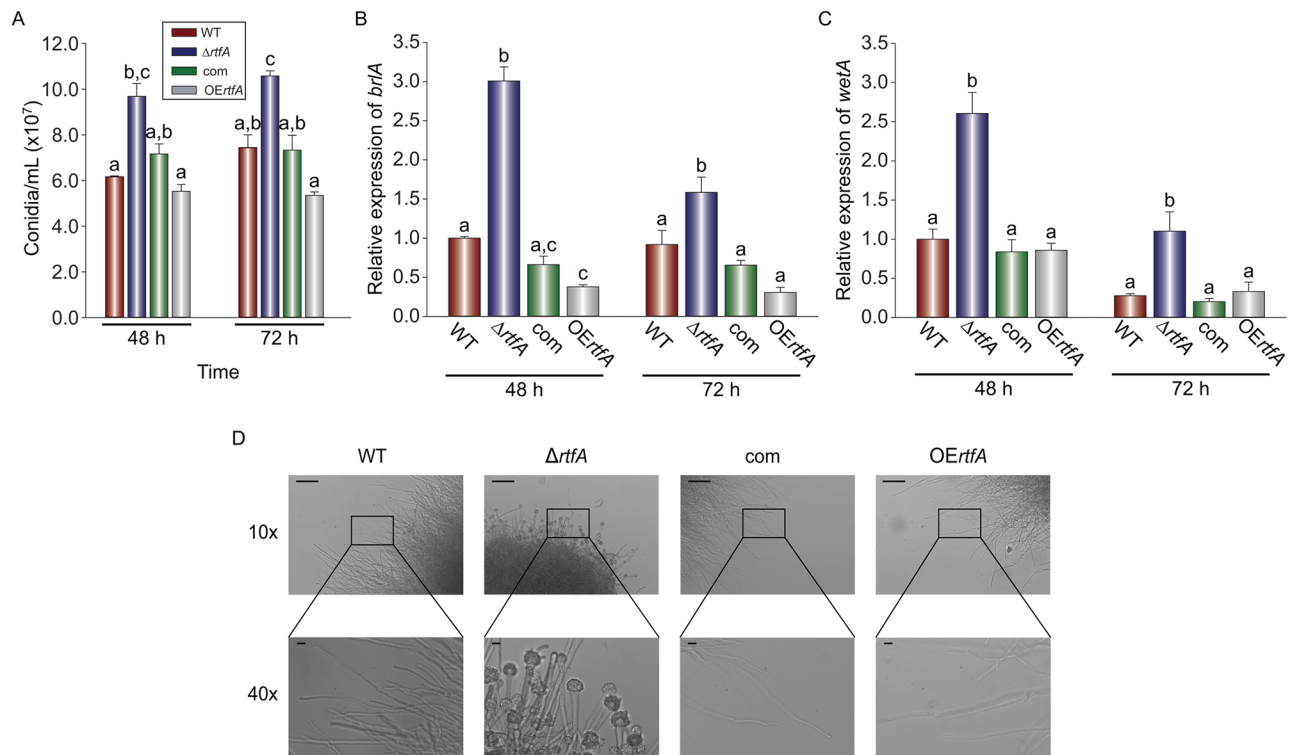 A
WT
ΔrtfA
com
OErtfA
Conidia/mL (x10⁷)
12.0
10.0
8.0
6.0
4.0
2.0
0.0
a
b,c
a,b
a
a,b
c
a,b
a
48 h
72 h
Time
B
Relative expression of brlA
3.5
3.0
2.5
2.0
1.5
1.0
0.5
0.0
a
b
a,c
c
a
b
a
a
WT
ΔrtfA
com
OErtfA
WT
ΔrtfA
com
OErtfA
48 h
72 h
C
Relative expression of wetA
3.5
3.0
2.5
2.0
1.5
1.0
0.5
0.0
a
b
a
a
a
b
a
a
WT
ΔrtfA
com
OErtfA
WT
ΔrtfA
com
OErtfA
48 h
72 h
D
WT
ΔrtfA
com
OErtfA
10x
40x